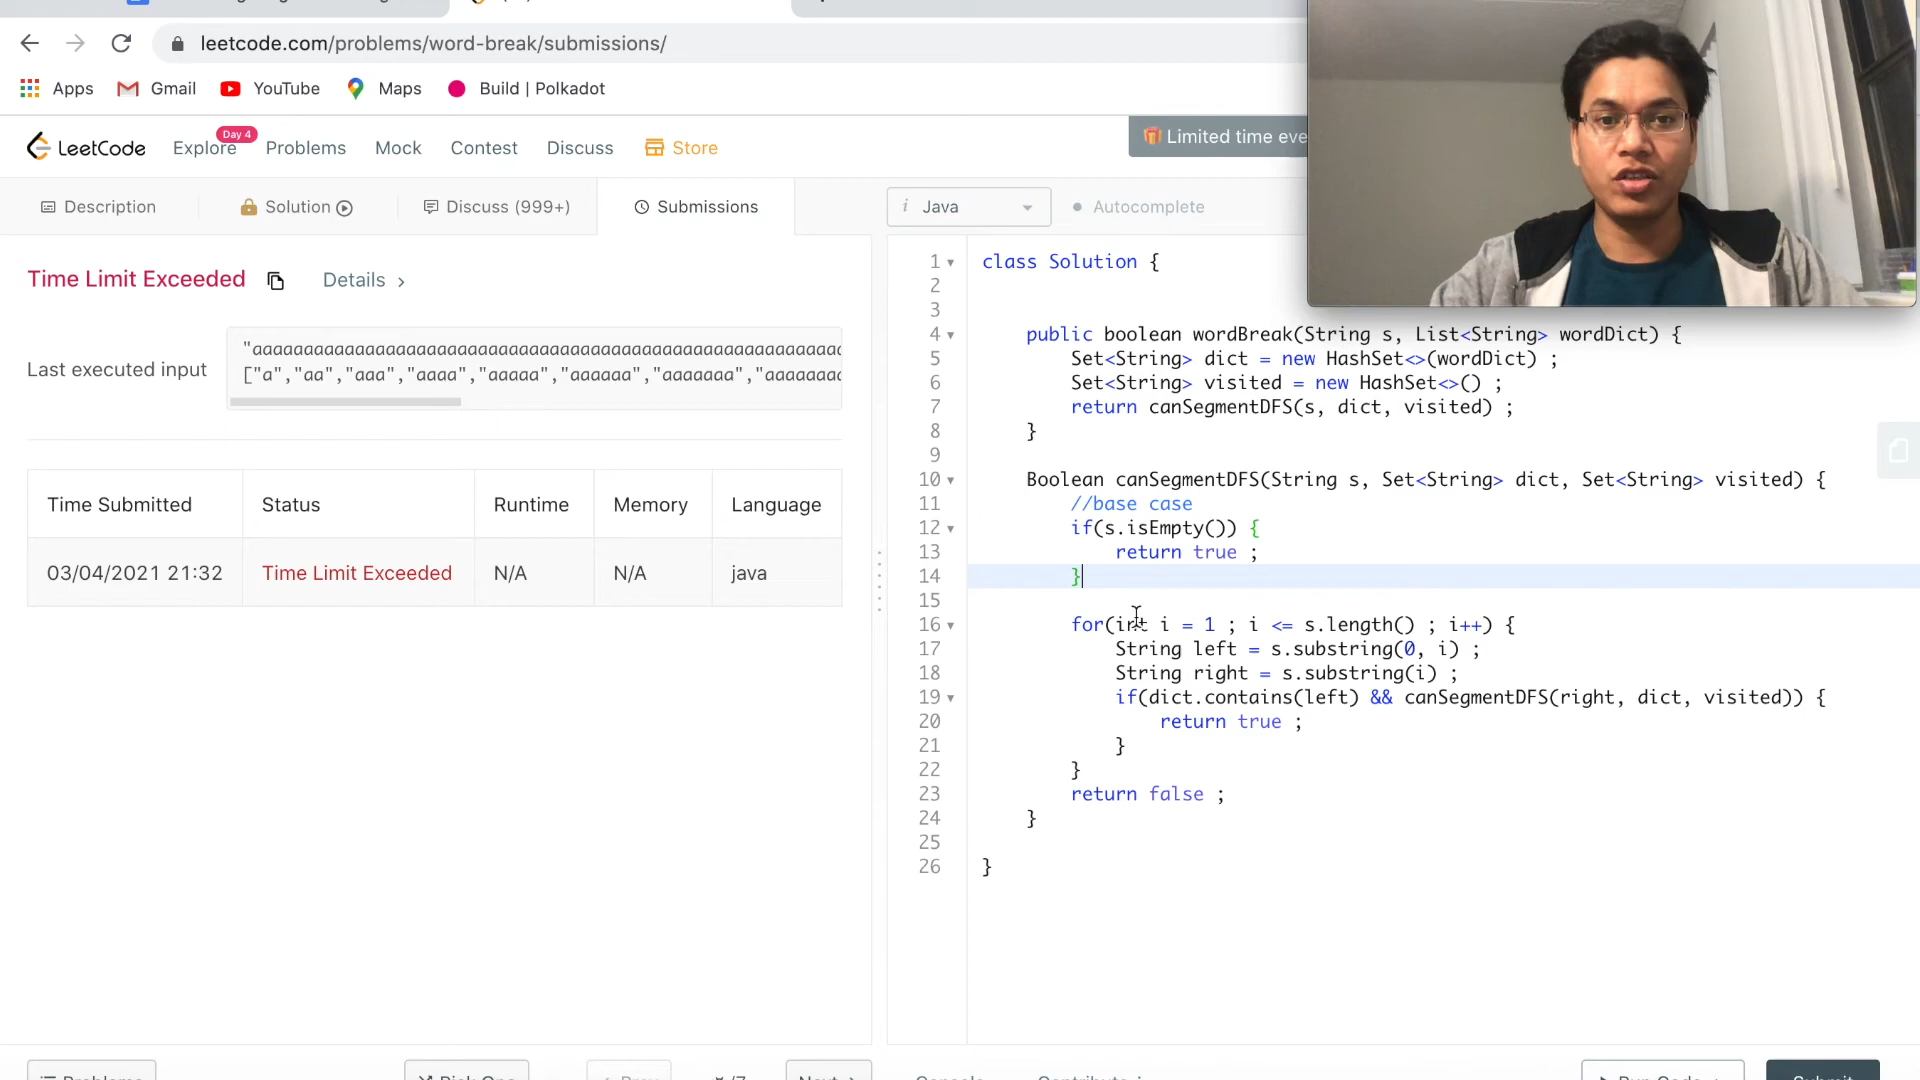 leetcode.com/problems/word-break/submissions/
Apps Gmail YouTube Maps Build | Polkadot
LeetCode Explore Day 4 Problems Mock Contest Discuss Store
Limited time eve
Description Solution Discuss (999+) Submissions
i Java Autocomplete
Time Limit Exceeded Details >
Last executed input
["a","aa","aaa","aaaa","aaaaa","aaaaaa","aaaaaaa","aaaaaaa
Time Submitted Status Runtime Memory Language
03/04/2021 21:32 Time Limit Exceeded N/A N/A java
1 class Solution {
2
3
4 public boolean wordBreak(String s, List<String> wordDict) {
5 Set<String> dict = new HashSet<>(wordDict) ;
6 Set<String> visited = new HashSet<>() ;
7 return canSegmentDFS(s, dict, visited) ;
8 }
9
10 Boolean canSegmentDFS(String s, Set<String> dict, Set<String> visited) {
11 //base case
12 if(s.isEmpty()) {
13 return true ;
14 }
15
16 for(int i = 1 ; i <= s.length() ; i++) {
17 String left = s.substring(0, i) ;
18 String right = s.substring(i) ;
19 if(dict.contains(left) && canSegmentDFS(right, dict, visited)) {
20 return true ;
21 }
22 }
23 return false ;
24 }
25
26 }